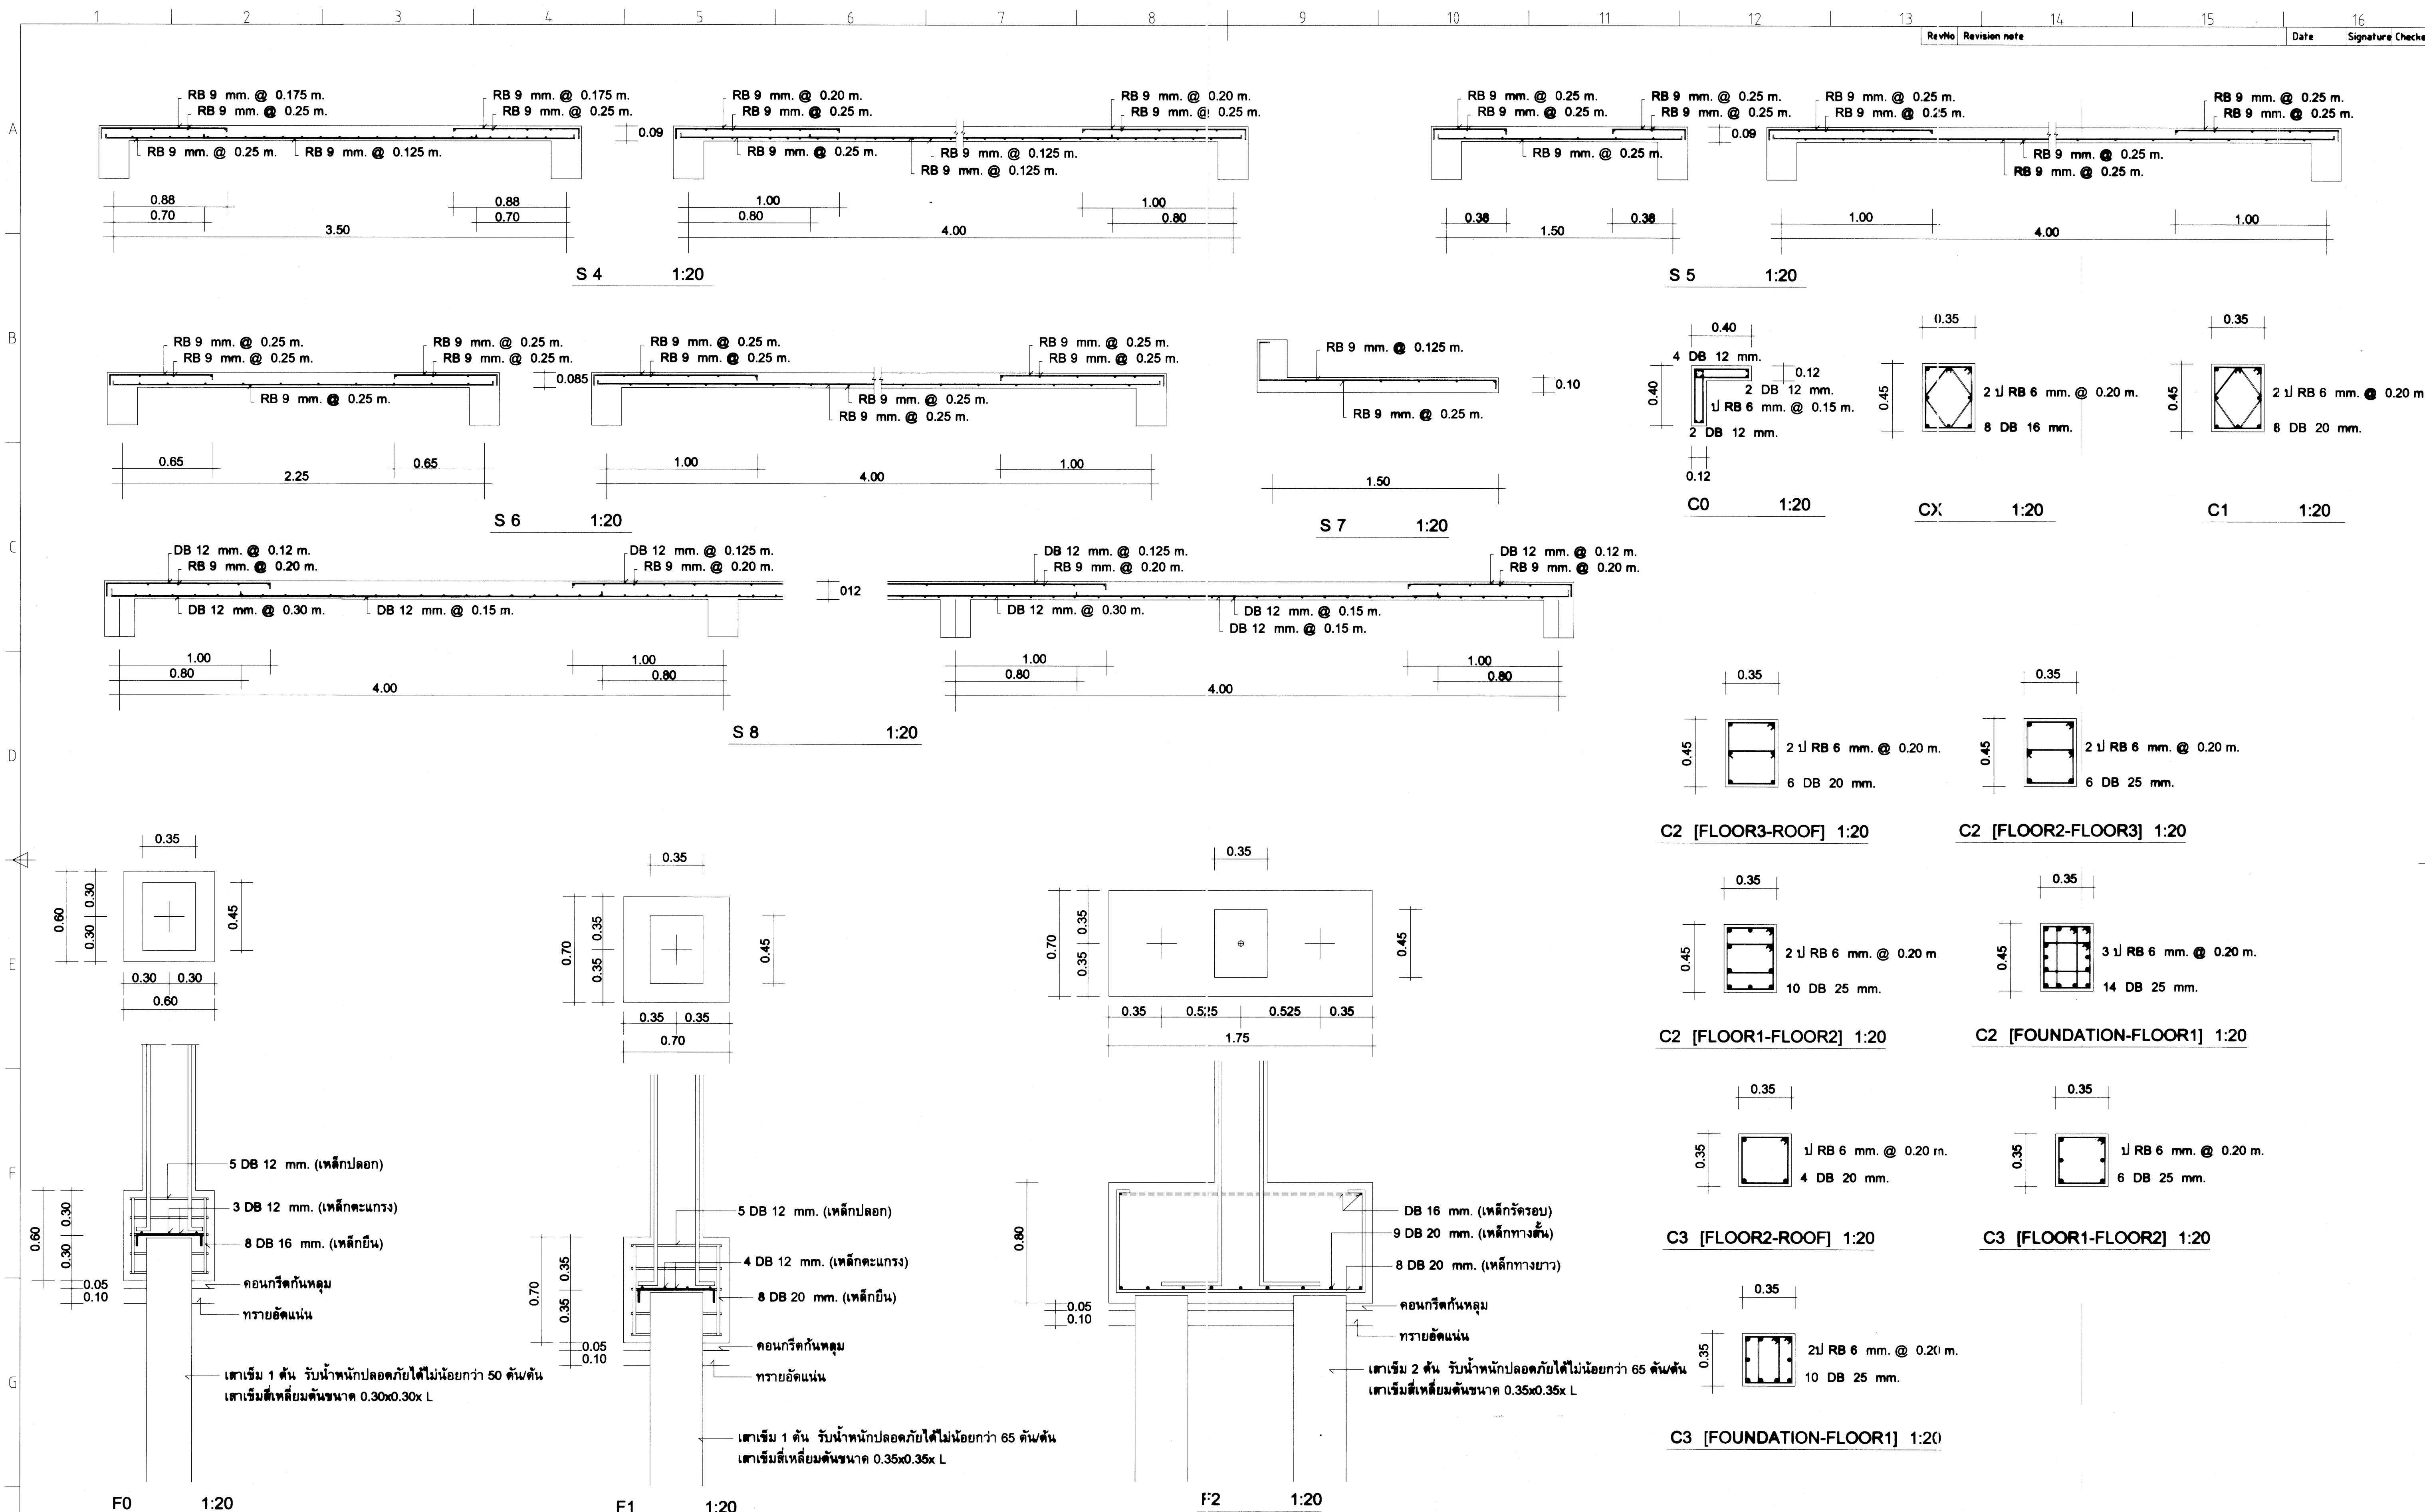 1 2 3 4 5 6 7 8 9 10 11 12 13 14 15 16
RevNo Revision note Date Signature
A
RB 9 mm. @ 0.175 m.
RB 9 mm. @ 0.25 m.
RB 9 mm. @ 0.175 m.
RB 9 mm. @ 0.25 m.
RB 9 mm. @ 0.25 m.
RB 9 mm. @ 0.125 m.
0.88
0.70
0.88
0.70
3.50
0.09
RB 9 mm. @ 0.20 m.
RB 9 mm. @ 0.25 m.
RB 9 mm. @ 0.20 m.
RB 9 mm. @ 0.25 m.
RB 9 mm. @ 0.25 m.
RB 9 mm. @ 0.125 m.
RB 9 mm. @ 0.125 m.
1.00
0.80
1.00
0.80
4.00
S 4 1:20
RB 9 mm. @ 0.25 m.
RB 9 mm. @ 0.25 m.
RB 9 mm. @ 0.25 m.
RB 9 mm. @ 0.25 m.
RB 9 mm. @ 0.25 m.
0.38
0.38
1.50
0.09
RB 9 mm. @ 0.25 m.
RB 9 mm. @ 0.25 m.
RB 9 mm. @ 0.25 m.
RB 9 mm. @ 0.25 m.
RB 9 mm. @ 0.25 m.
RB 9 mm. @ 0.25 m.
1.00
1.00
4.00
S 5 1:20
B
RB 9 mm. @ 0.25 m.
RB 9 mm. @ 0.25 m.
RB 9 mm. @ 0.25 m.
RB 9 mm. @ 0.25 m.
RB 9 mm. @ 0.25 m.
0.65
0.65
2.25
0.085
RB 9 mm. @ 0.25 m.
RB 9 mm. @ 0.25 m.
RB 9 mm. @ 0.25 m.
RB 9 mm. @ 0.25 m.
RB 9 mm. @ 0.25 m.
RB 9 mm. @ 0.25 m.
1.00
1.00
4.00
S 6 1:20
RB 9 mm. @ 0.125 m.
RB 9 mm. @ 0.25 m.
0.10
1.50
S 7 1:20
0.40
4 DB 12 mm.
0.12
0.40
2 DB 12 mm.
ป RB 6 mm. @ 0.15 m.
2 DB 12 mm.
0.12
C0 1:20
0.35
0.45
2 ป RB 6 mm. @ 0.20 m.
8 DB 16 mm.
CX 1:20
0.35
0.45
2 ป RB 6 mm. @ 0.20 m
8 DB 20 mm.
C1 1:20
C
DB 12 mm. @ 0.12 m.
RB 9 mm. @ 0.20 m.
DB 12 mm. @ 0.125 m.
RB 9 mm. @ 0.20 m.
DB 12 mm. @ 0.30 m.
DB 12 mm. @ 0.15 m.
012
DB 12 mm. @ 0.125 m.
RB 9 mm. @ 0.20 m.
DB 12 mm. @ 0.12 m.
RB 9 mm. @ 0.20 m.
DB 12 mm. @ 0.30 m.
DB 12 mm. @ 0.15 m.
DB 12 mm. @ 0.15 m.
1.00
0.80
1.00
0.80
4.00
1.00
0.80
1.00
0.80
4.00
S 8 1:20
D
0.35
0.45
2 ป RB 6 mm. @ 0.20 m.
6 DB 20 mm.
C2 [FLOOR3-ROOF] 1:20
0.35
0.45
2 ป RB 6 mm. @ 0.20 m.
6 DB 25 mm.
C2 [FLOOR2-FLOOR3] 1:20
E
0.35
0.45
2 ป RB 6 mm. @ 0.20 m
10 DB 25 mm.
C2 [FLOOR1-FLOOR2] 1:20
0.35
0.45
3 ป RB 6 mm. @ 0.20 m.
14 DB 25 mm.
C2 [FOUNDATION-FLOOR1] 1:20
0.35
0.60
0.30
0.30
0.45
0.30 0.30
0.60
0.35
0.70
0.35
0.35
0.45
0.35 0.35
0.70
0.35
0.70
0.35
0.35
0.45
0.35 0.525 0.525 0.35
1.75
F
0.35
0.35
ป RB 6 mm. @ 0.20 m.
4 DB 20 mm.
C3 [FLOOR2-ROOF] 1:20
0.35
0.35
ป RB 6 mm. @ 0.20 m.
6 DB 25 mm.
C3 [FLOOR1-FLOOR2] 1:20
5 DB 12 mm. (เหล็กปลอก)
3 DB 12 mm. (เหล็กตะแกรง)
8 DB 16 mm. (เหล็กยืน)
คอนกรีตก้นหลุม
ทรายอัดแน่น
0.60
0.30
0.30
0.05
0.10
เสาเข็ม 1 ต้น รับน้ำหนักปลอดภัยได้ไม่น้อยกว่า 50 ตัน/ต้น
เสาเข็มสี่เหลี่ยมตันขนาด 0.30x0.30x L
F0 1:20
5 DB 12 mm. (เหล็กปลอก)
4 DB 12 mm. (เหล็กตะแกรง)
8 DB 20 mm. (เหล็กยืน)
คอนกรีตก้นหลุม
ทรายอัดแน่น
0.70
0.35
0.35
0.05
0.10
เสาเข็ม 1 ต้น รับน้ำหนักปลอดภัยได้ไม่น้อยกว่า 65 ตัน/ต้น
เสาเข็มสี่เหลี่ยมตันขนาด 0.35x0.35x L
F1 1:20
0.80
DB 16 mm. (เหล็กรัดรอบ)
9 DB 20 mm. (เหล็กทางสั้น)
8 DB 20 mm. (เหล็กทางยาว)
คอนกรีตก้นหลุม
ทรายอัดแน่น
0.05
0.10
เสาเข็ม 2 ต้น รับน้ำหนักปลอดภัยได้ไม่น้อยกว่า 65 ตัน/ต้น
เสาเข็มสี่เหลี่ยมตันขนาด 0.35x0.35x L
F2 1:20
G
0.35
0.35
2ป RB 6 mm. @ 0.20 m.
10 DB 25 mm.
C3 [FOUNDATION-FLOOR1] 1:20